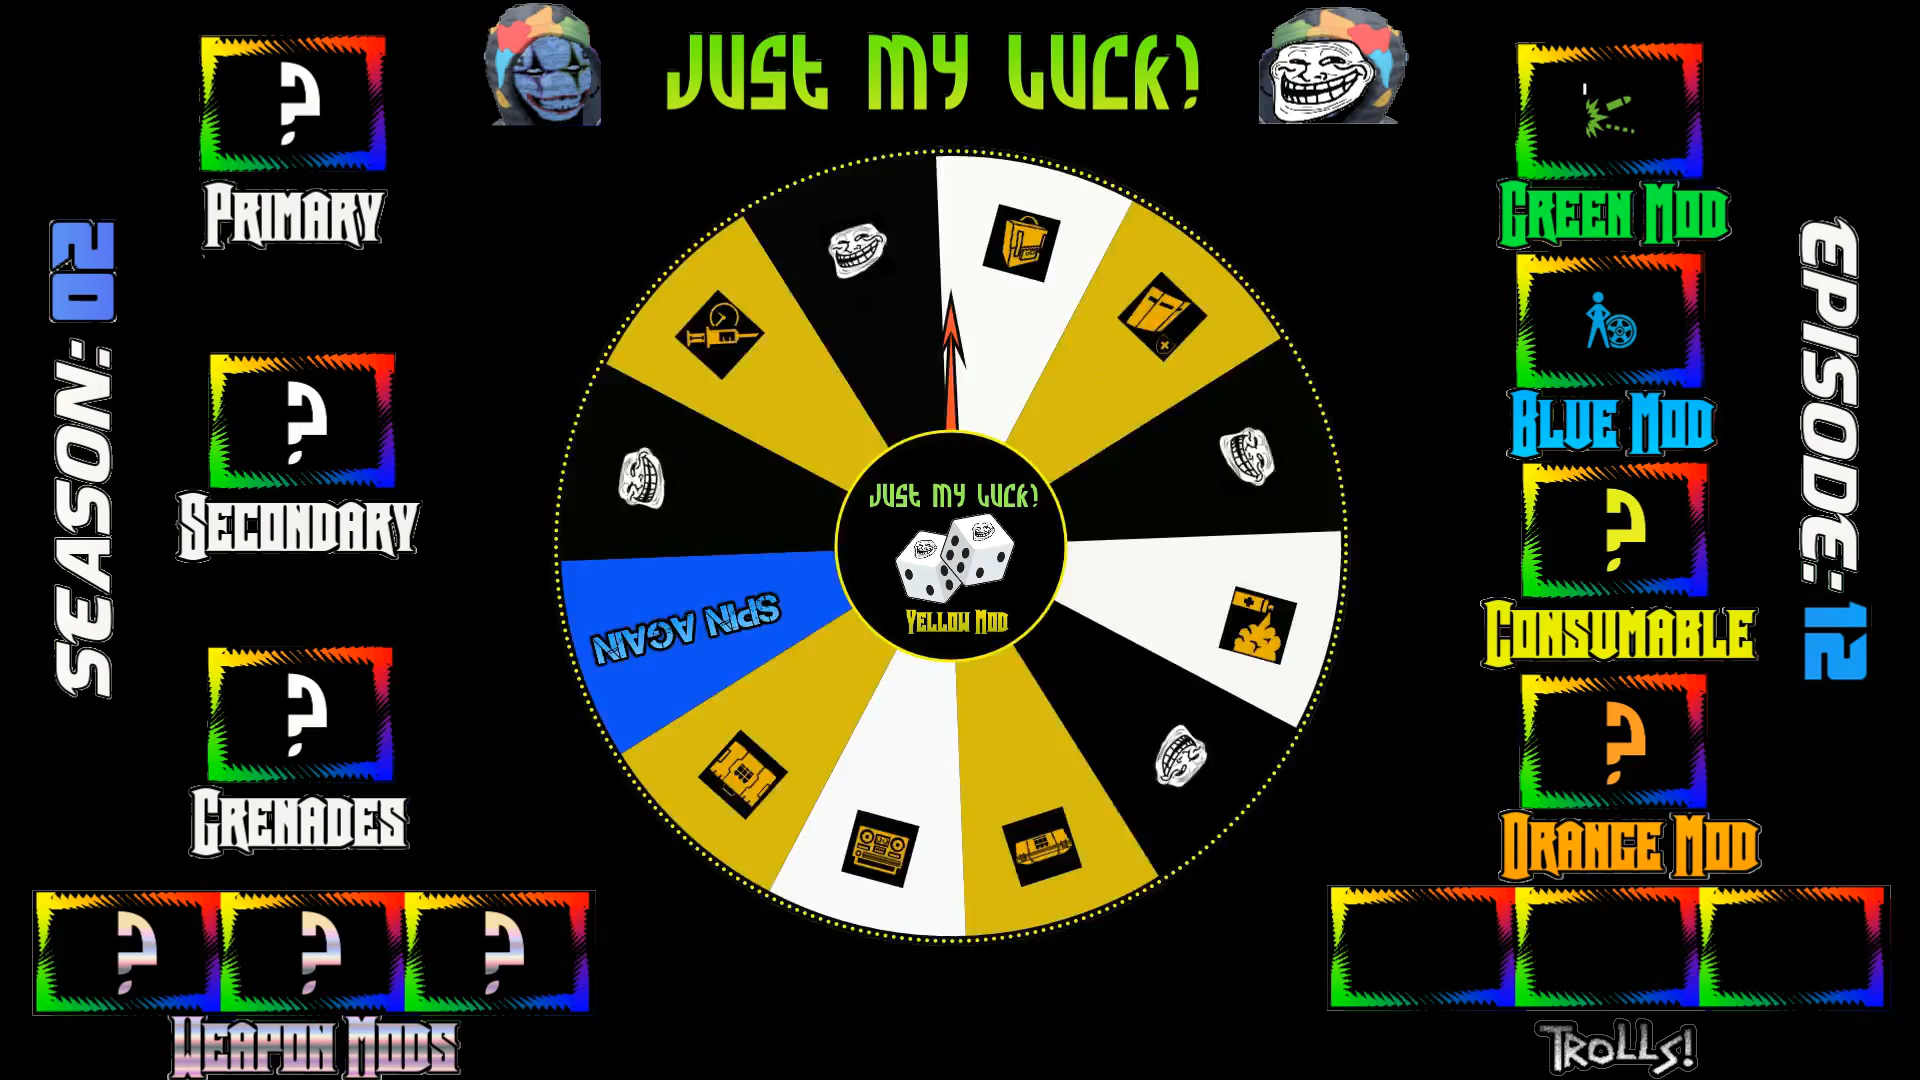 JUST MY LUCK!
PRIMARY
SECONDARY
GRENADES
WEAPON MODS
SEASON: 02
SPIN AGAIN
JUST MY LUCK!
YELLOW MOD
GREEN MOD
BLUE MOD
CONSUMABLE
ORANGE MOD
TROLLS!
EPISODE: 12
?
?
?
?
?
?
?
?